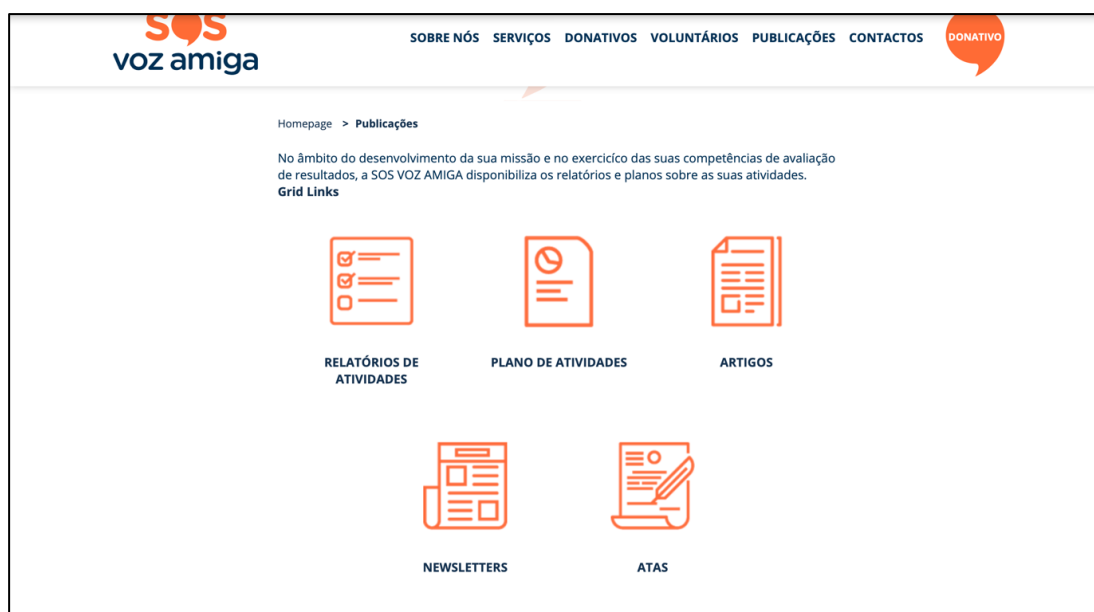 SOS
voz amiga
SOBRE NÓS SERVIÇOS DONATIVOS VOLUNTÁRIOS PUBLICAÇÕES CONTACTOS DONATIVO
Homepage > Publicações
No âmbito do desenvolvimento da sua missão e no exercicíco das suas competências de avaliação
de resultados, a SOS VOZ AMIGA disponibiliza os relatórios e planos sobre as suas atividades.
Grid Links
RELATÓRIOS DE
ATIVIDADES
PLANO DE ATIVIDADES
ARTIGOS
NEWSLETTERS
ATAS